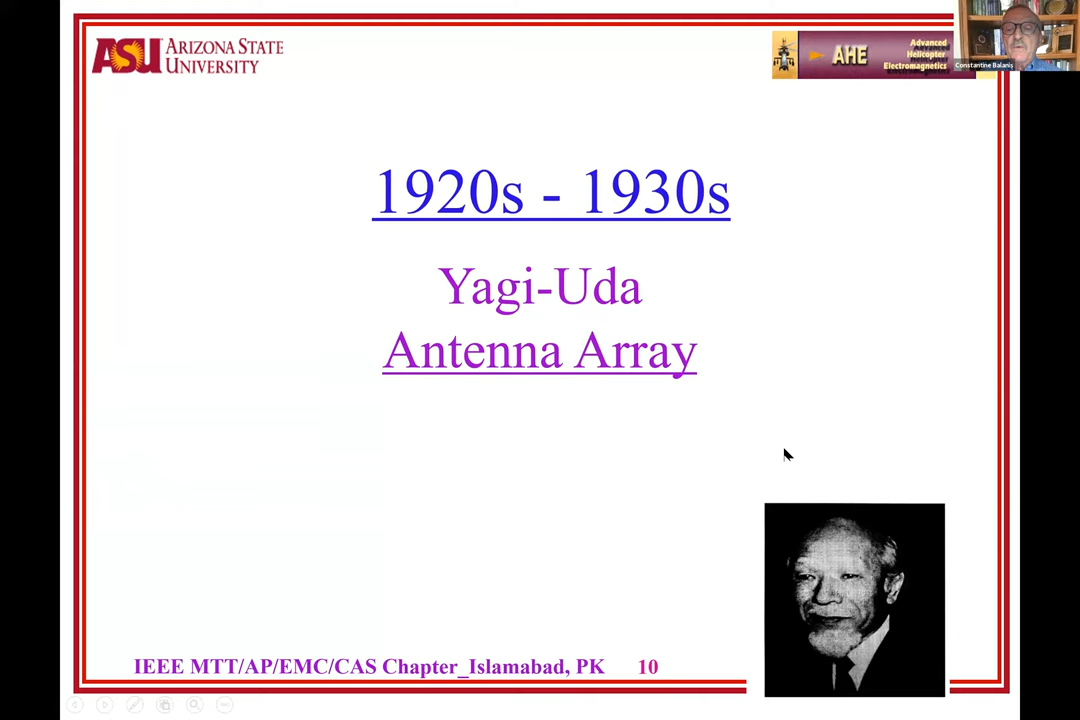 ASU ARIZONA STATE
UNIVERSITY
AHE
Advanced
Helicopter
Electromagnetics
Constantine Balanis
1920s - 1930s
Yagi-Uda
Antenna Array
IEEE MTT/AP/EMC/CAS Chapter_Islamabad, PK 10